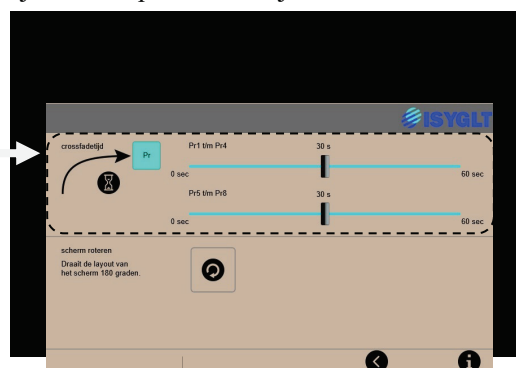 ISYGLT
crossfadetijd
Pr
Pr1 t/m Pr4
30 s
0 sec
60 sec
Pr5 t/m Pr8
30 s
0 sec
60 sec
scherm roteren
Draait de layout van
het scherm 180 graden.